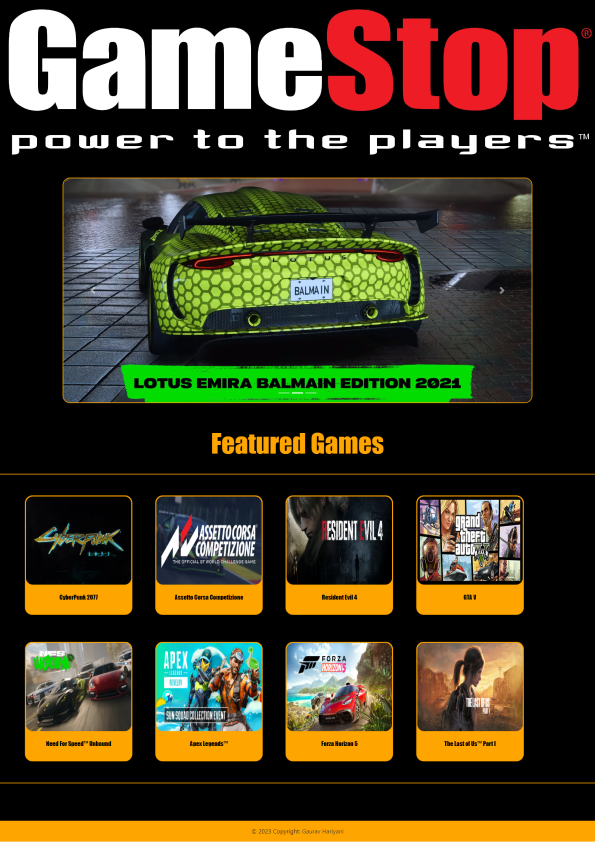 GameStop®
power to the players™
BALMAIN
LOTUS EMIRA BALMAIN EDITION 2021
Featured Games
CYBERPUNK
2077
ASSETTO CORSA
COMPETIZIONE
THE OFFICIAL GT WORLD CHALLENGE GAME
RESIDENT EVIL 4
grand
theft
auto
V
CyberPunk 2077
Assetto Corsa Competizione
Resident Evil 4
GTA V
NFS
UNBOUND
APEX
LEGENDS
SUN SQUAD COLLECTION EVENT
FORZA
HORIZON 5
THE LAST OF US
PART I
Need For Speed™ Unbound
Apex Legends™
Forza Horizon 5
The Last of Us™ Part I
© 2023 Copyright: Gaurav Hariyani